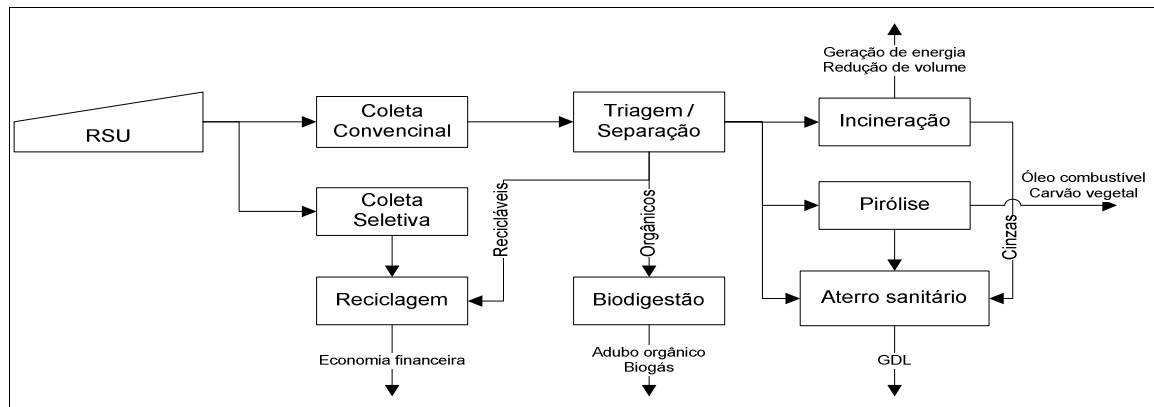 Geração de energia
Redução de volume
RSU
Coleta
Convencinal
Triagem /
Separação
Incineração
Coleta
Seletiva
Recicláveis
Orgânicos
Pirólise
Óleo combustível
Carvão vegetal
Cinzas
Reciclagem
Biodigestão
Aterro sanitário
Economia financeira
Adubo orgânico
Biogás
GDL